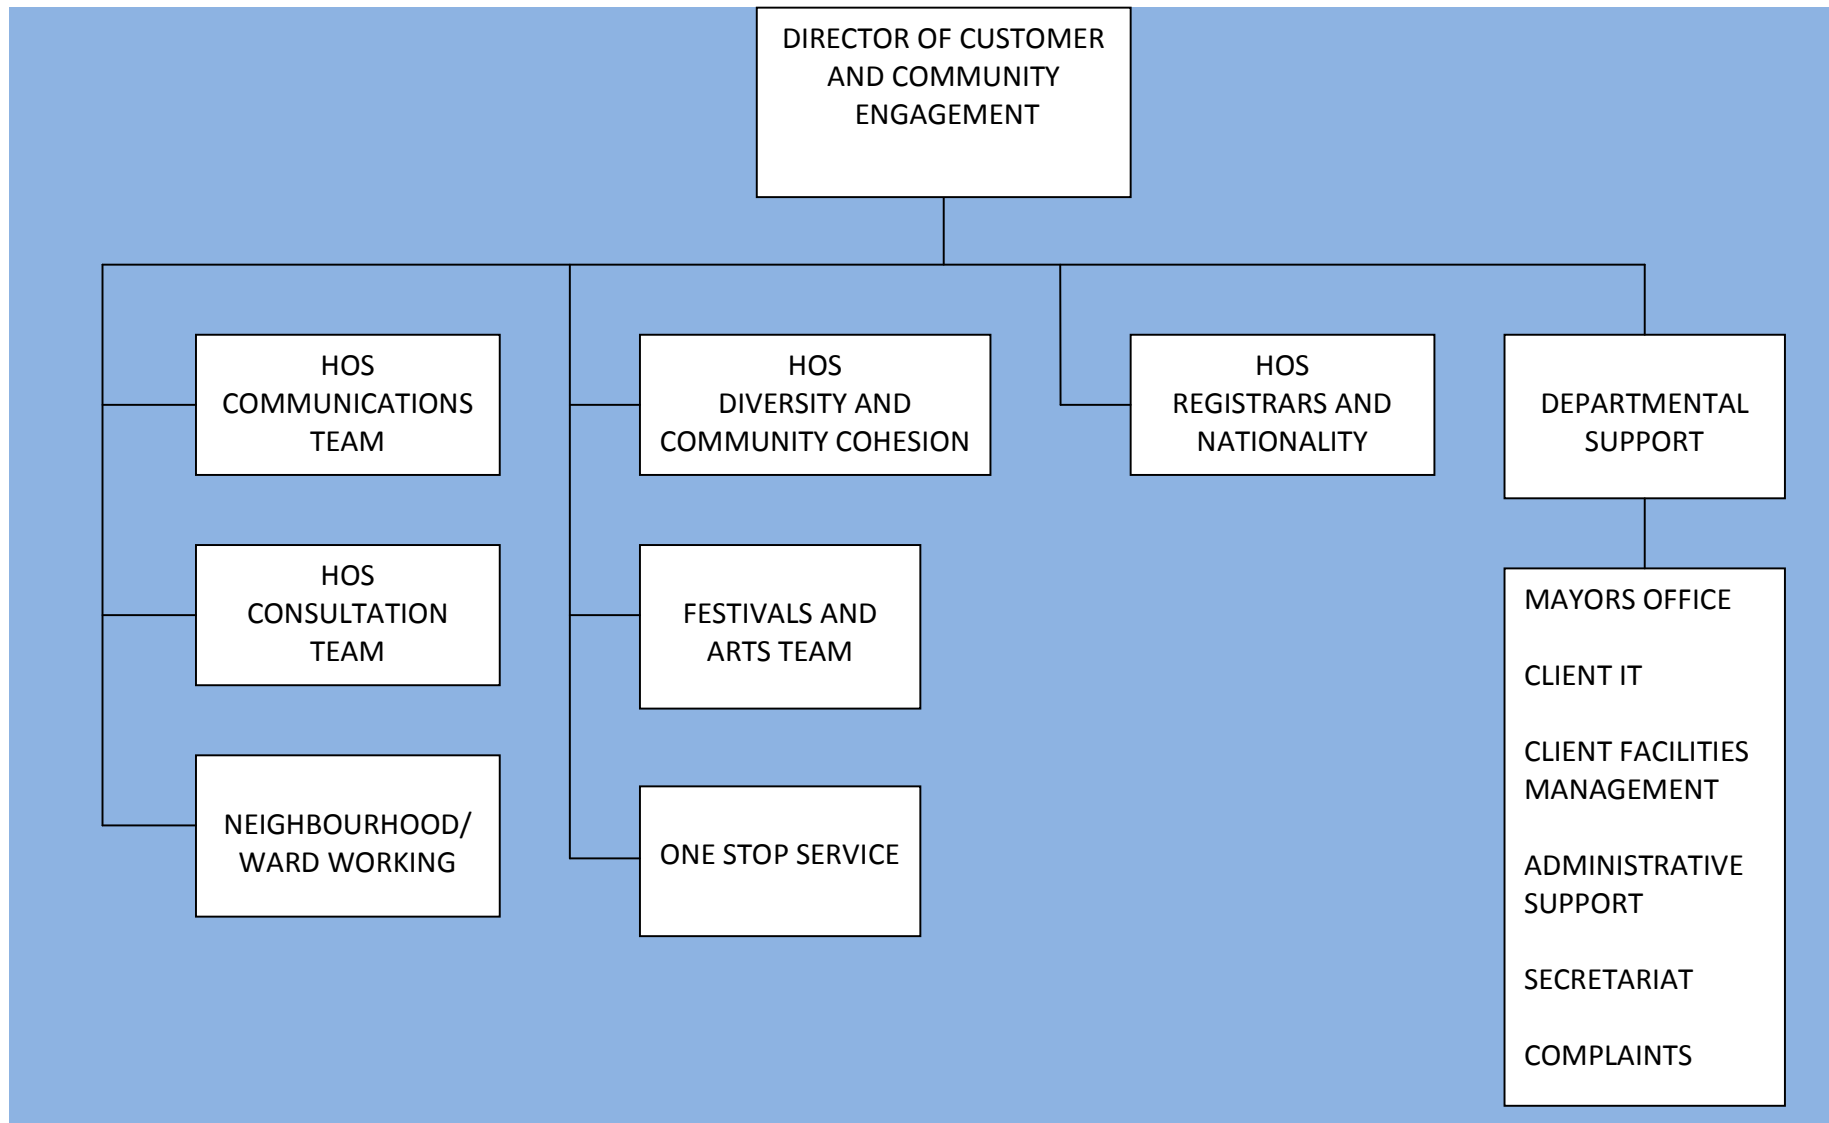 DIRECTOR OF CUSTOMER
AND COMMUNITY
ENGAGEMENT
HOS
COMMUNICATIONS
TEAM
HOS
DIVERSITY AND
COMMUNITY COHESION
HOS
REGISTRARS AND
NATIONALITY
DEPARTMENTAL
SUPPORT
HOS
CONSULTATION
TEAM
FESTIVALS AND
ARTS TEAM
NEIGHBOURHOOD/
WARD WORKING
ONE STOP SERVICE
MAYORS OFFICE
CLIENT IT
CLIENT FACILITIES
MANAGEMENT
ADMINISTRATIVE
SUPPORT
SECRETARIAT
COMPLAINTS